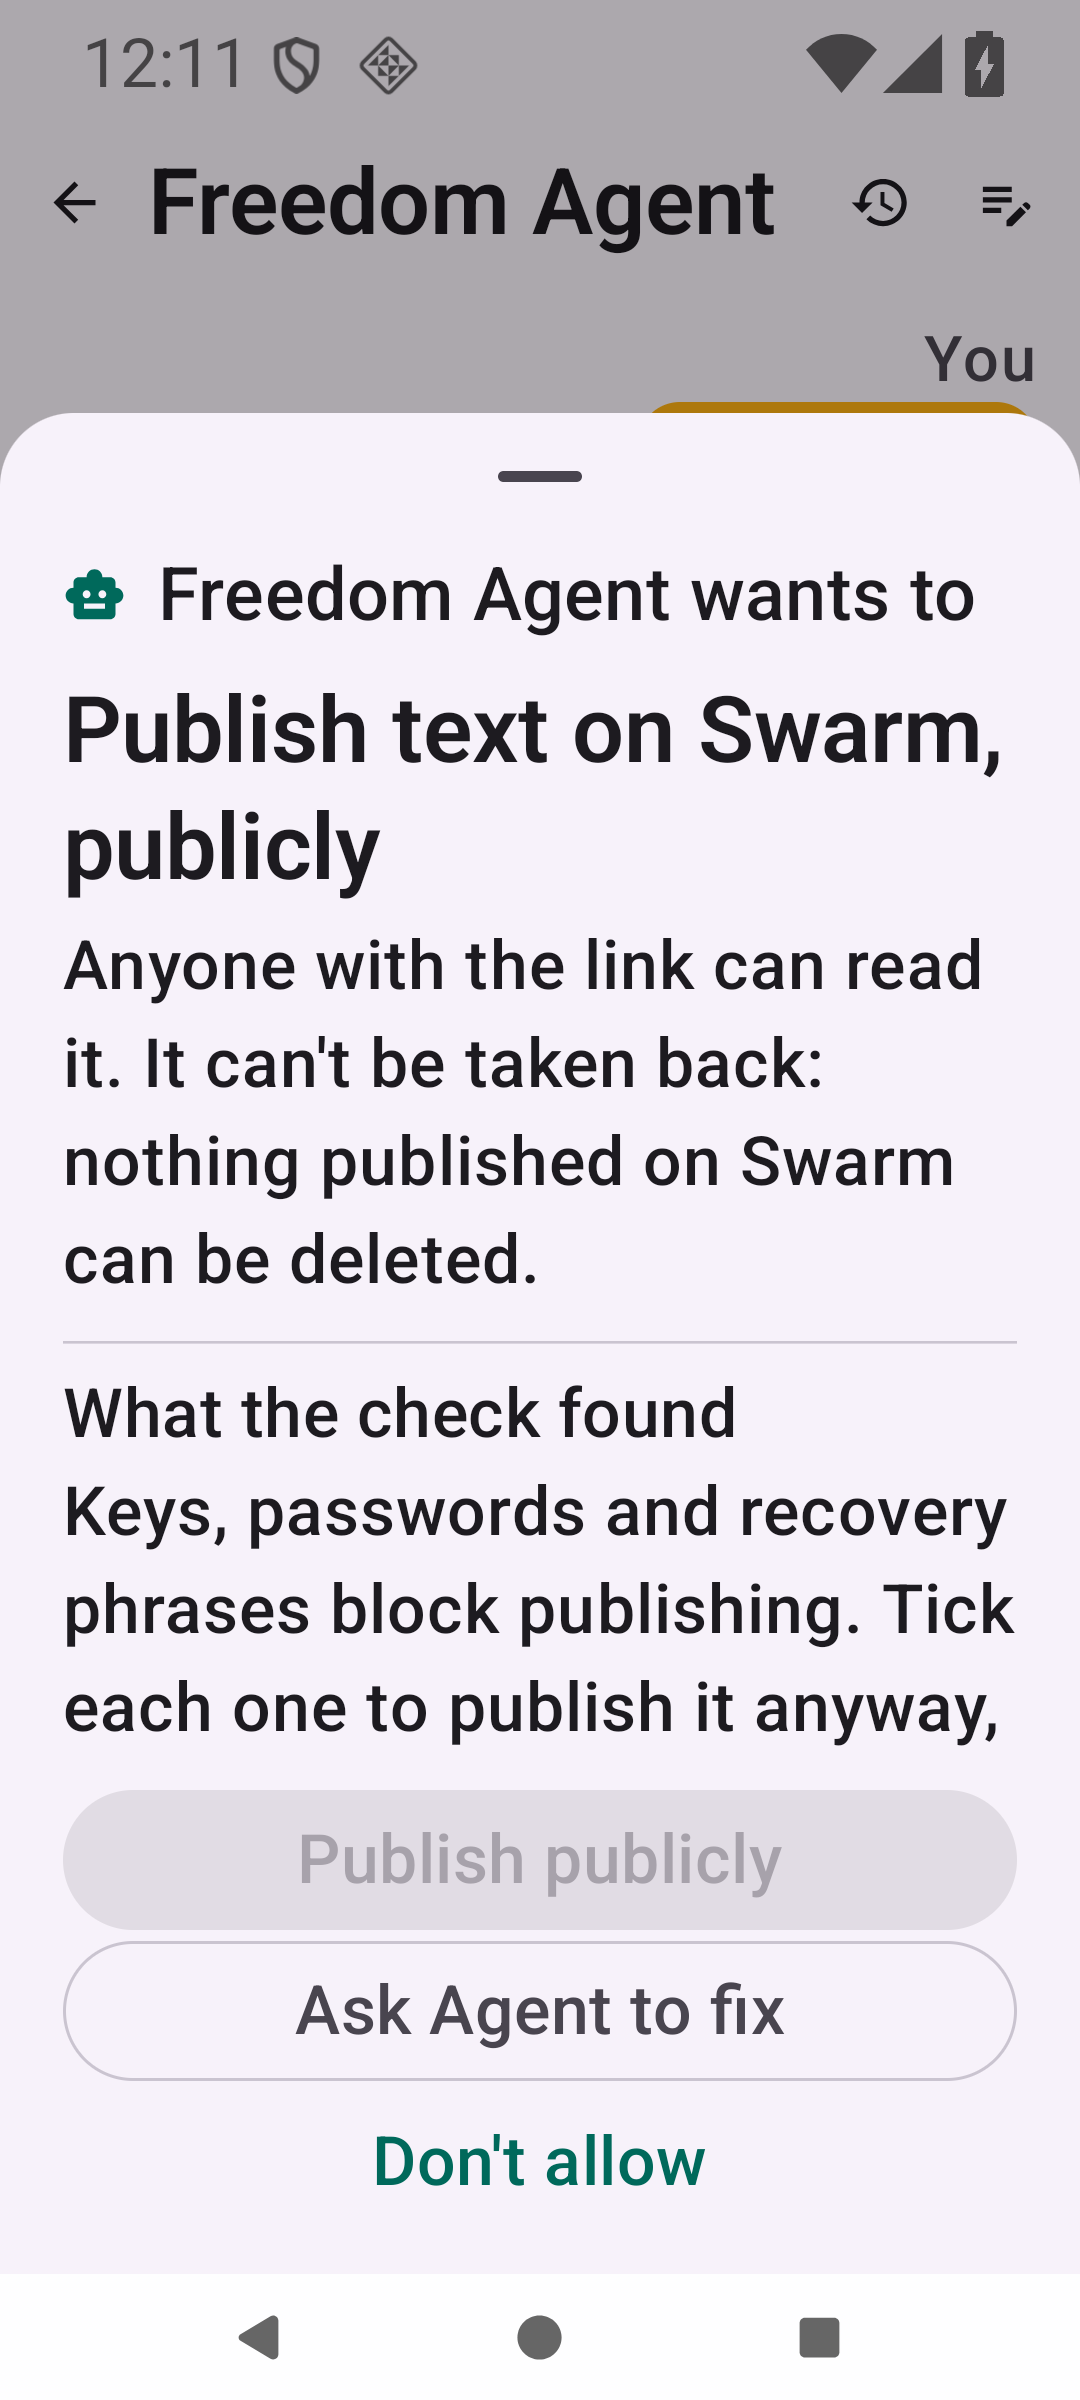 12:11
Freedom Agent
You
Freedom Agent wants to
Publish text on Swarm,
publicly
Anyone with the link can read
it. It can't be taken back:
nothing published on Swarm
can be deleted.
What the check found
Keys, passwords and recovery
phrases block publishing. Tick
each one to publish it anyway,
Publish publicly
Ask Agent to fix
Don't allow